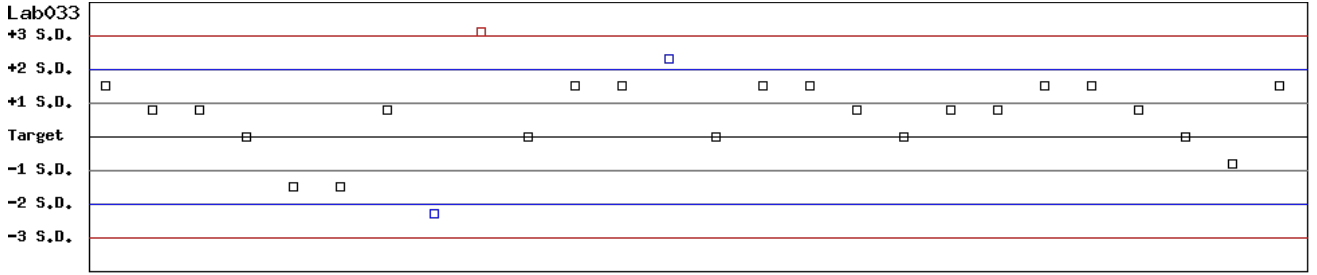 Lab033
+3 S.D.
+2 S.D.
+1 S.D.
Target
-1 S.D.
-2 S.D.
-3 S.D.